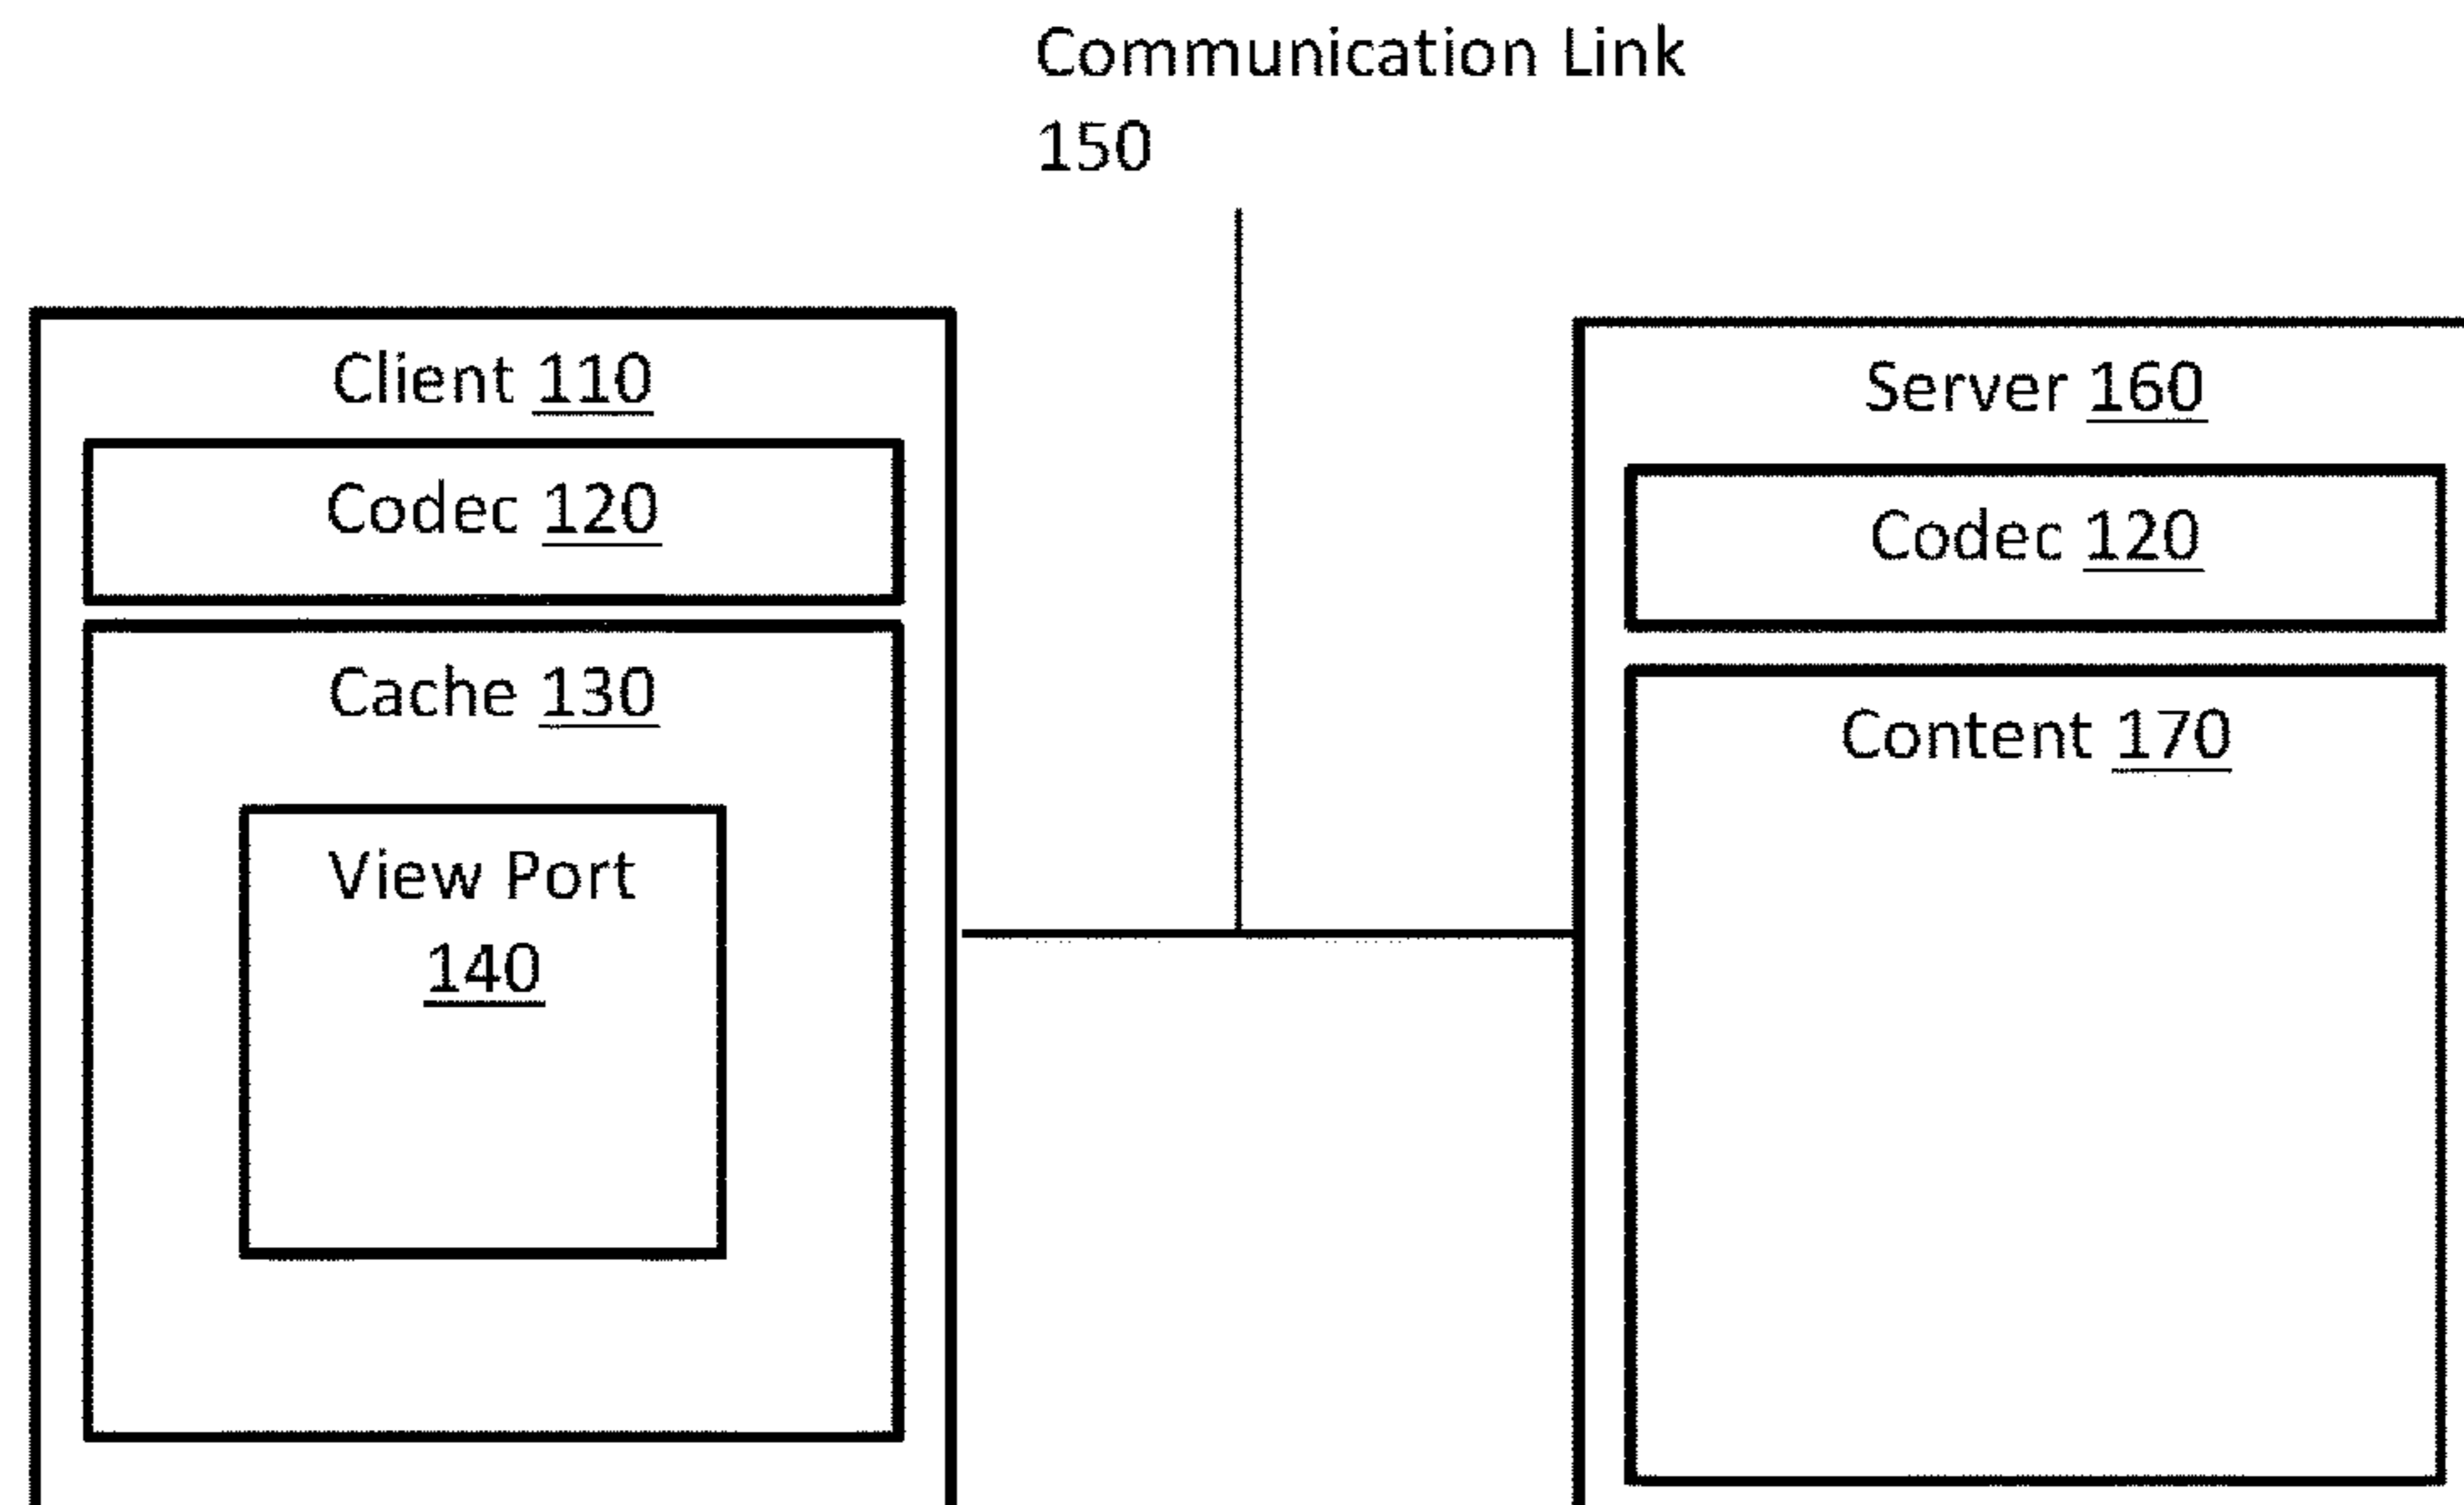 Communication Link
150
Client 110
Codec 120
Cache 130
View Port
140
Server 160
Codec 120
Content 170